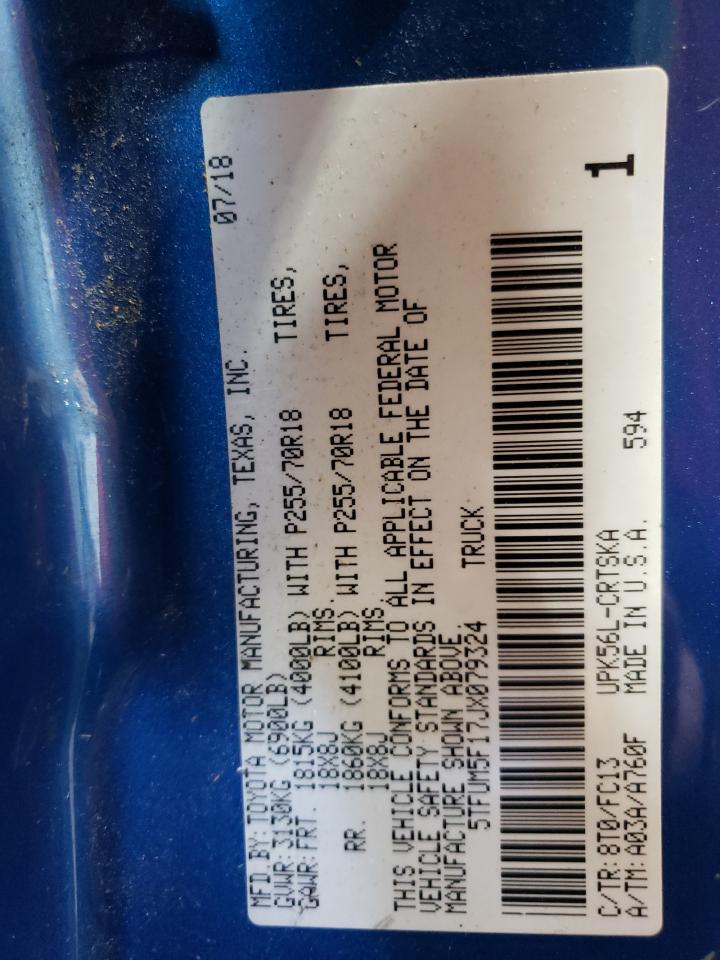 MFD.BY:TOYOTA MOTOR MANUFACTURING, TEXAS, INC. 07/18
GVWR:3130KG (6900LB)
GAWR:FRT. 1815KG (4000LB) WITH P255/70R18 TIRES,
18X8J RIMS.
RR. 1860KG (4100LB) WITH P255/70R18 TIRES,
18X8J RIMS
THIS VEHICLE CONFORMS TO ALL APPLICABLE FEDERAL MOTOR
VEHICLE SAFETY STANDARDS IN EFFECT ON THE DATE OF
MANUFACTURE SHOWN ABOVE.
5TFUM5F17JX079324 TRUCK
C/TR:8T0/FC13 UPK56L-CRTSKA 1
A/TM:A03A/A760F MADE IN U.S.A. 594